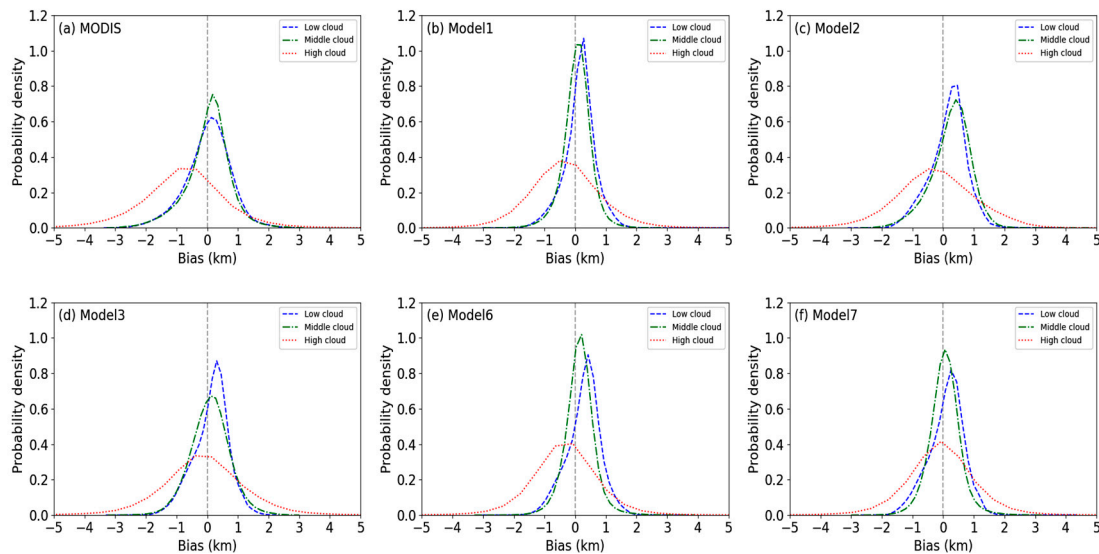 (a) MODIS
Low cloud
Middle cloud
High cloud
Probability density
1.2
1.0
0.8
0.6
0.4
0.2
0.0
−5 −4 −3 −2 −1 0 1 2 3 4 5
Bias (km)
(b) Model1
Low cloud
Middle cloud
High cloud
Probability density
1.2
1.0
0.8
0.6
0.4
0.2
0.0
−5 −4 −3 −2 −1 0 1 2 3 4 5
Bias (km)
(c) Model2
Low cloud
Middle cloud
High cloud
Probability density
1.2
1.0
0.8
0.6
0.4
0.2
0.0
−5 −4 −3 −2 −1 0 1 2 3 4 5
Bias (km)
(d) Model3
Low cloud
Middle cloud
High cloud
Probability density
1.2
1.0
0.8
0.6
0.4
0.2
0.0
−5 −4 −3 −2 −1 0 1 2 3 4 5
Bias (km)
(e) Model6
Low cloud
Middle cloud
High cloud
Probability density
1.2
1.0
0.8
0.6
0.4
0.2
0.0
−5 −4 −3 −2 −1 0 1 2 3 4 5
Bias (km)
(f) Model7
Low cloud
Middle cloud
High cloud
Probability density
1.2
1.0
0.8
0.6
0.4
0.2
0.0
−5 −4 −3 −2 −1 0 1 2 3 4 5
Bias (km)